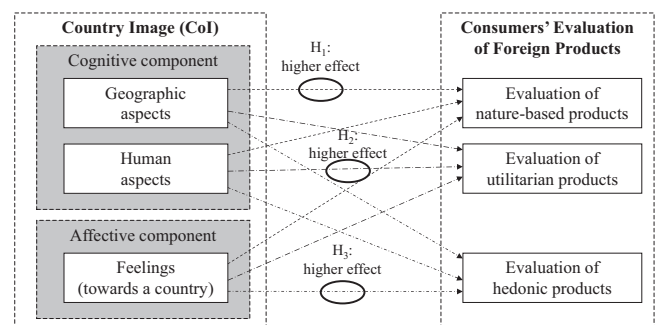 Country Image (CoI)
Cognitive component
Geographic
aspects
Human
aspects
Affective component
Feelings
(towards a country)
H₁:
higher effect
H₂:
higher effect
H₃:
higher effect
Consumers' Evaluation
of Foreign Products
Evaluation of
nature-based products
Evaluation of
utilitarian products
Evaluation of
hedonic products